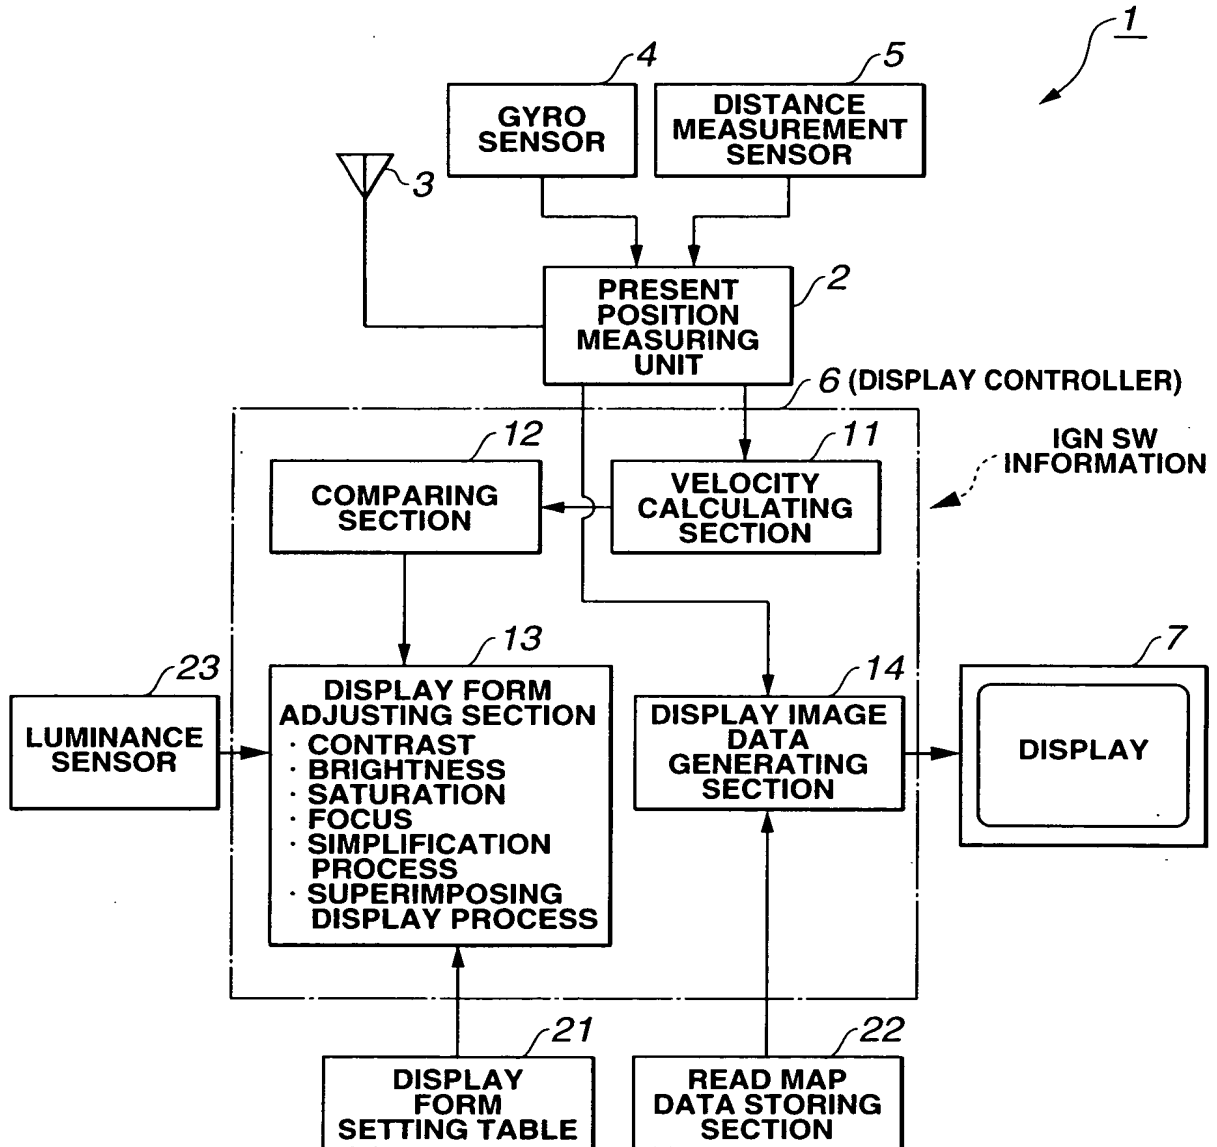 1
4
5
GYRO
SENSOR
DISTANCE
MEASUREMENT
SENSOR
3
2
PRESENT
POSITION
MEASURING
UNIT
6 (DISPLAY CONTROLLER)
12
11
IGN SW
INFORMATION
COMPARING
SECTION
VELOCITY
CALCULATING
SECTION
23
13
14
7
LUMINANCE
SENSOR
DISPLAY FORM
ADJUSTING SECTION
· CONTRAST
· BRIGHTNESS
· SATURATION
· FOCUS
· SIMPLIFICATION
PROCESS
· SUPERIMPOSING
DISPLAY PROCESS
DISPLAY IMAGE
DATA
GENERATING
SECTION
DISPLAY
21
22
DISPLAY
FORM
SETTING TABLE
READ MAP
DATA STORING
SECTION